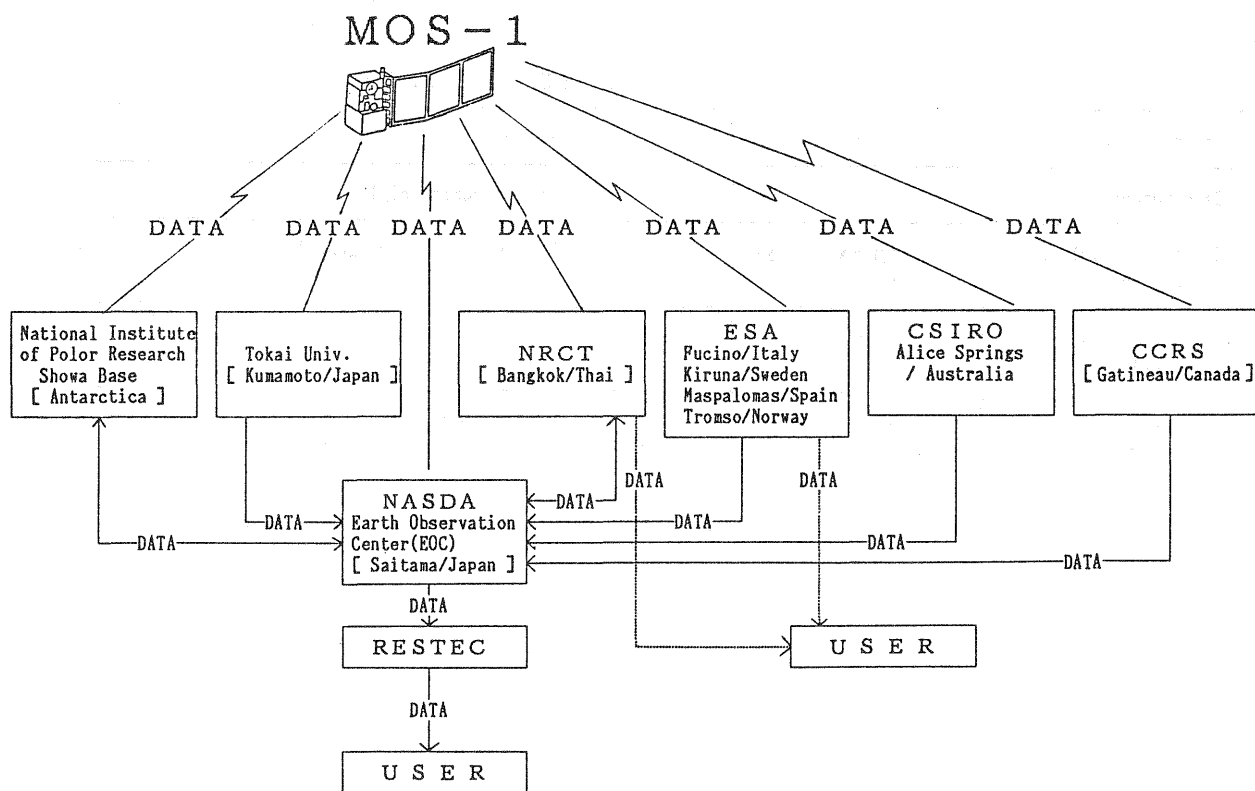 MOS-1
DATA DATA DATA DATA DATA DATA DATA
National Institute
of Polor Research
Showa Base
[ Antarctica ]
Tokai Univ.
[ Kumamoto/Japan ]
NRCT
[ Bangkok/Thai ]
ESA
Fucino/Italy
Kiruna/Sweden
Maspalomas/Spain
Tromso/Norway
CSIRO
Alice Springs
/ Australia
CCRS
[ Gatineau/Canada ]
DATA
DATA
NASDA
Earth Observation
Center(EOC)
[ Saitama/Japan ]
DATA
DATA
DATA
DATA
DATA
DATA
DATA
RESTEC
USER
DATA
USER